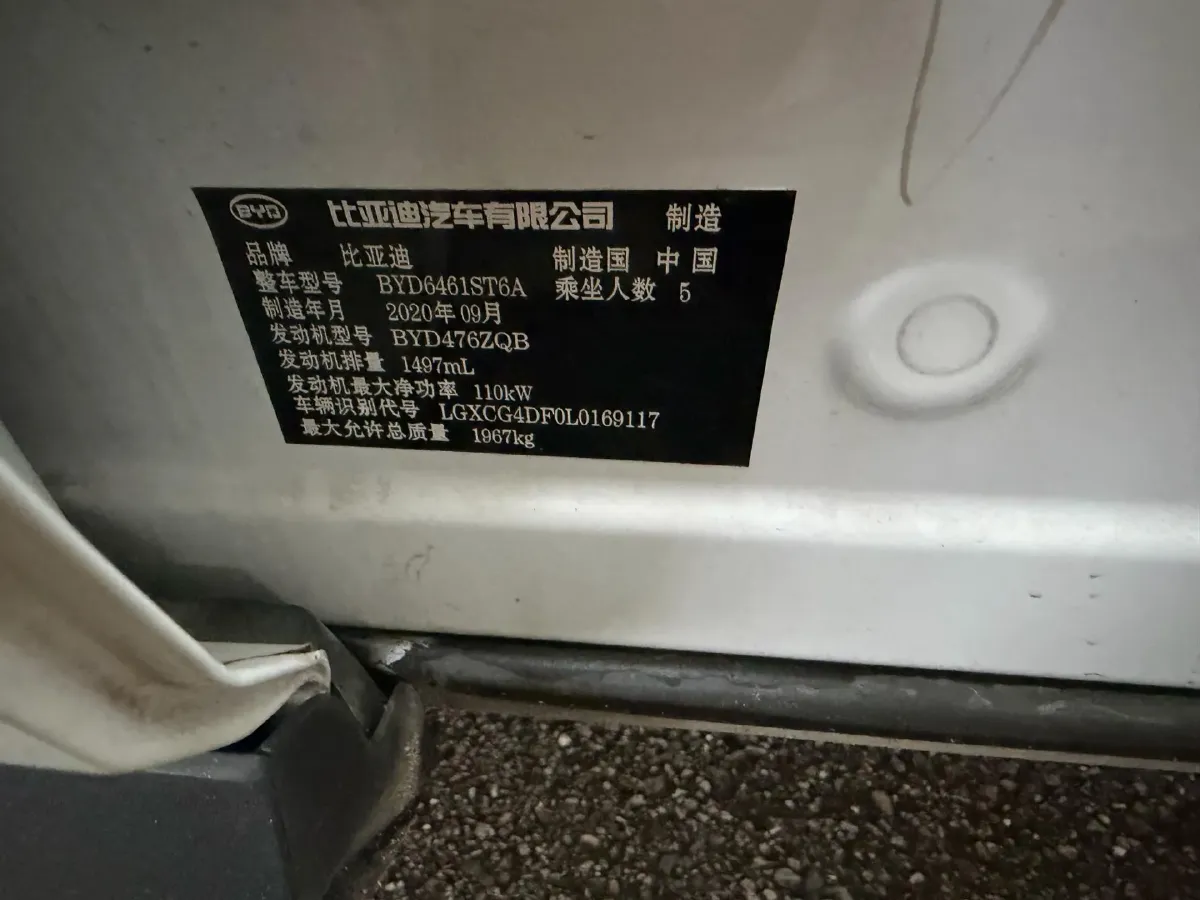 BYD 比亚迪汽车有限公司 制造
品牌 比亚迪 制造国 中国
整车型号 BYD6461ST6A 乘坐人数 5
制造年月 2020年09月
发动机型号 BYD476ZQB
发动机排量 1497mL
发动机最大净功率 110kW
车辆识别代号 LGXCG4DF0L0169117
最大允许总质量 1967kg